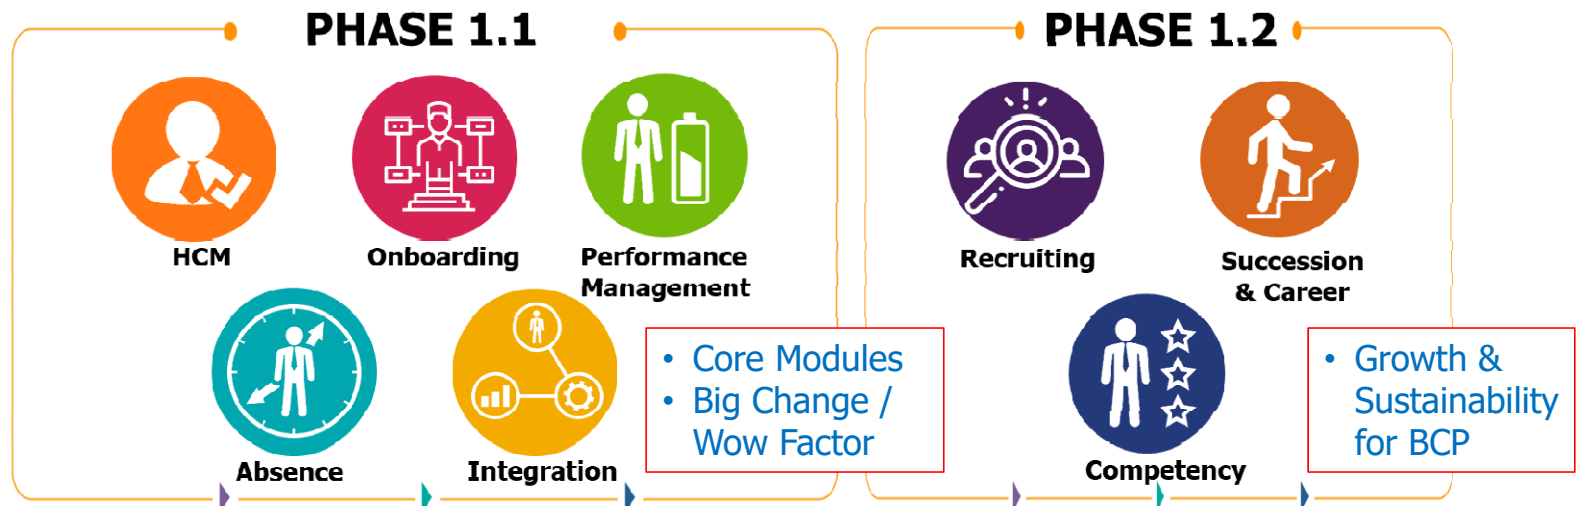 PHASE 1.1
HCM
Onboarding
Performance
Management
Absence
Integration
• Core Modules
• Big Change /
Wow Factor
PHASE 1.2
Recruiting
Succession
& Career
Competency
• Growth &
Sustainability
for BCP